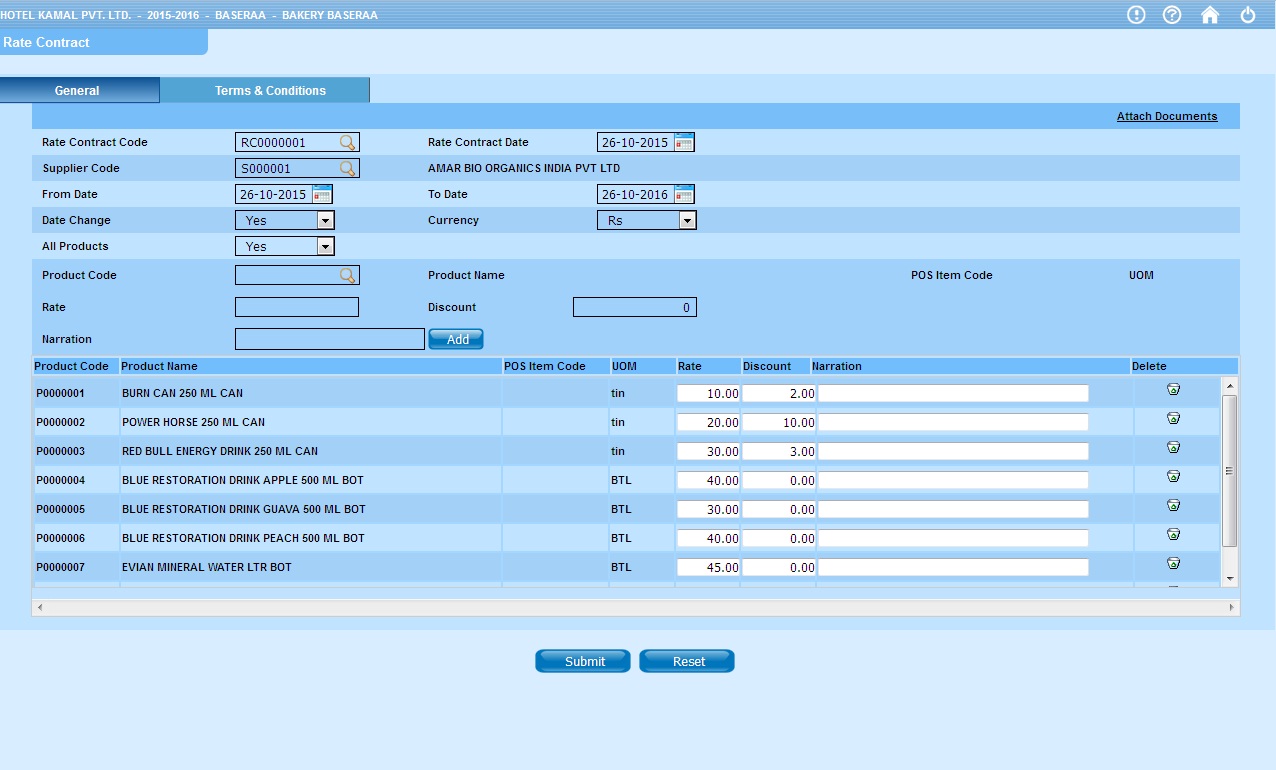 HOTEL KAMAL PVT. LTD. - 2015-2016 - BASERAA - BAKERY BASERAA
Rate Contract
General Terms & Conditions
Attach Documents
Rate Contract Code RC0000001 Rate Contract Date 26-10-2015
Supplier Code S000001 AMAR BIO ORGANICS INDIA PVT LTD
From Date 26-10-2015 To Date 26-10-2016
Date Change Yes Currency Rs
All Products Yes
Product Code Product Name POS Item Code UOM
Rate Discount 0
Narration Add
Product Code Product Name POS Item Code UOM Rate Discount Narration Delete
P0000001 BURN CAN 250 ML CAN tin 10.00 2.00
P0000002 POWER HORSE 250 ML CAN tin 20.00 10.00
P0000003 RED BULL ENERGY DRINK 250 ML CAN tin 30.00 3.00
P0000004 BLUE RESTORATION DRINK APPLE 500 ML BOT BTL 40.00 0.00
P0000005 BLUE RESTORATION DRINK GUAVA 500 ML BOT BTL 30.00 0.00
P0000006 BLUE RESTORATION DRINK PEACH 500 ML BOT BTL 40.00 0.00
P0000007 EVIAN MINERAL WATER LTR BOT BTL 45.00 0.00
Submit Reset